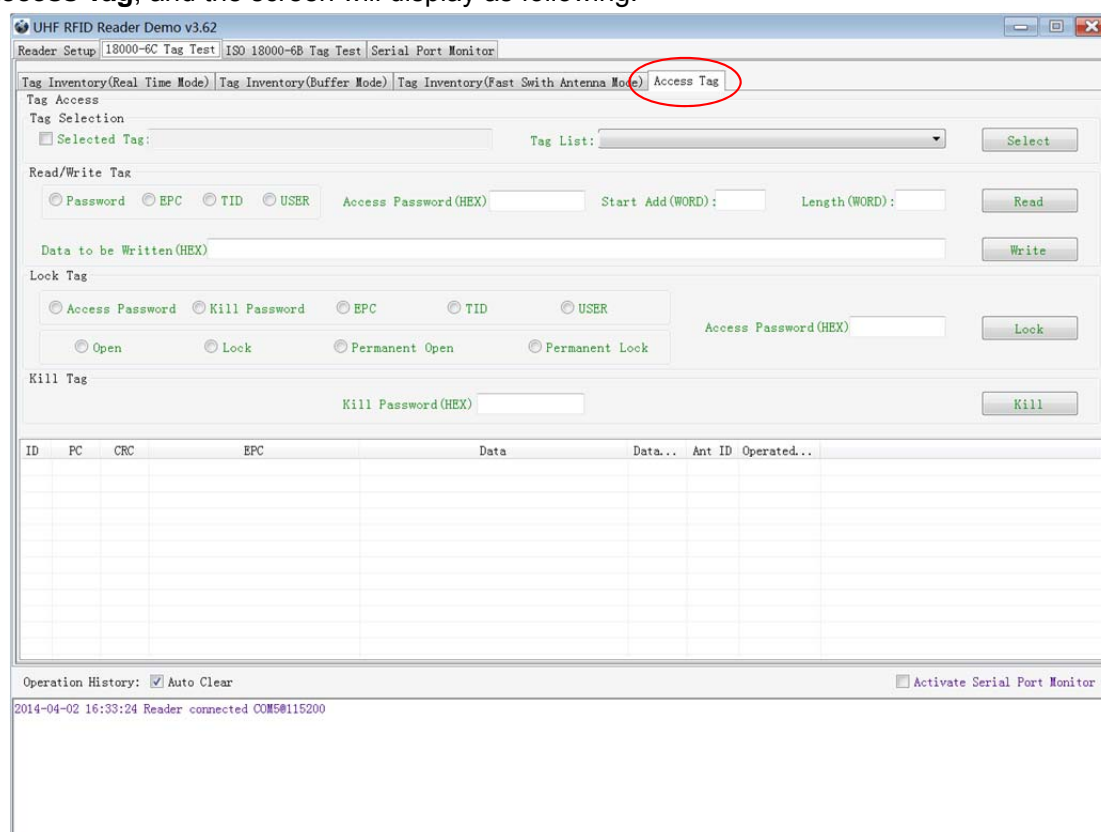 ccess Tag, and the screen will display as following:
UHF RFID Reader Demo v3.62
Reader Setup 18000-6C Tag Test ISO 18000-6B Tag Test Serial Port Monitor
Tag Inventory(Real Time Mode) Tag Inventory(Buffer Mode) Tag Inventory(Fast Swith Antenna Mode) Access Tag
Tag Access
Tag Selection
Selected Tag: Tag List: Select
Read/Write Tag
Password EPC TID USER Access Password(HEX) Start Add(WORD): Length(WORD): Read
Data to be Written(HEX) Write
Lock Tag
Access Password Kill Password EPC TID USER
Access Password(HEX) Lock
Open Lock Permanent Open Permanent Lock
Kill Tag
Kill Password(HEX) Kill
ID PC CRC EPC Data Data... Ant ID Operated...
Operation History: Auto Clear Activate Serial Port Monitor
2014-04-02 16:33:24 Reader connected COM5@115200